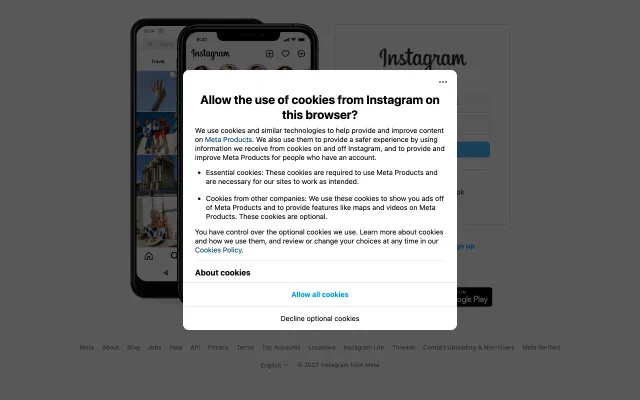 9:41
Instagram
Instagram
Travel
Allow the use of cookies from Instagram on
this browser?
We use cookies and similar technologies to help provide and improve content
on Meta Products. We also use them to provide a safer experience by using
information we receive from cookies on and off Instagram, and to provide and
improve Meta Products for people who have an account.
• Essential cookies: These cookies are required to use Meta Products and
are necessary for our sites to work as intended.
• Cookies from other companies: We use these cookies to show you ads off
of Meta Products and to provide features like maps and videos on Meta
Products. These cookies are optional.
You have control over the optional cookies we use. Learn more about cookies
and how we use them, and review or change your choices at any time in our
Cookies Policy.
About cookies
Allow all cookies
Decline optional cookies
ok
gn up
ogle Play
Meta About Blog Jobs Help API Privacy Terms Top Accounts Locations Instagram Lite Threads Contact Uploading & Non-Users Meta Verified
English © 2023 Instagram from Meta